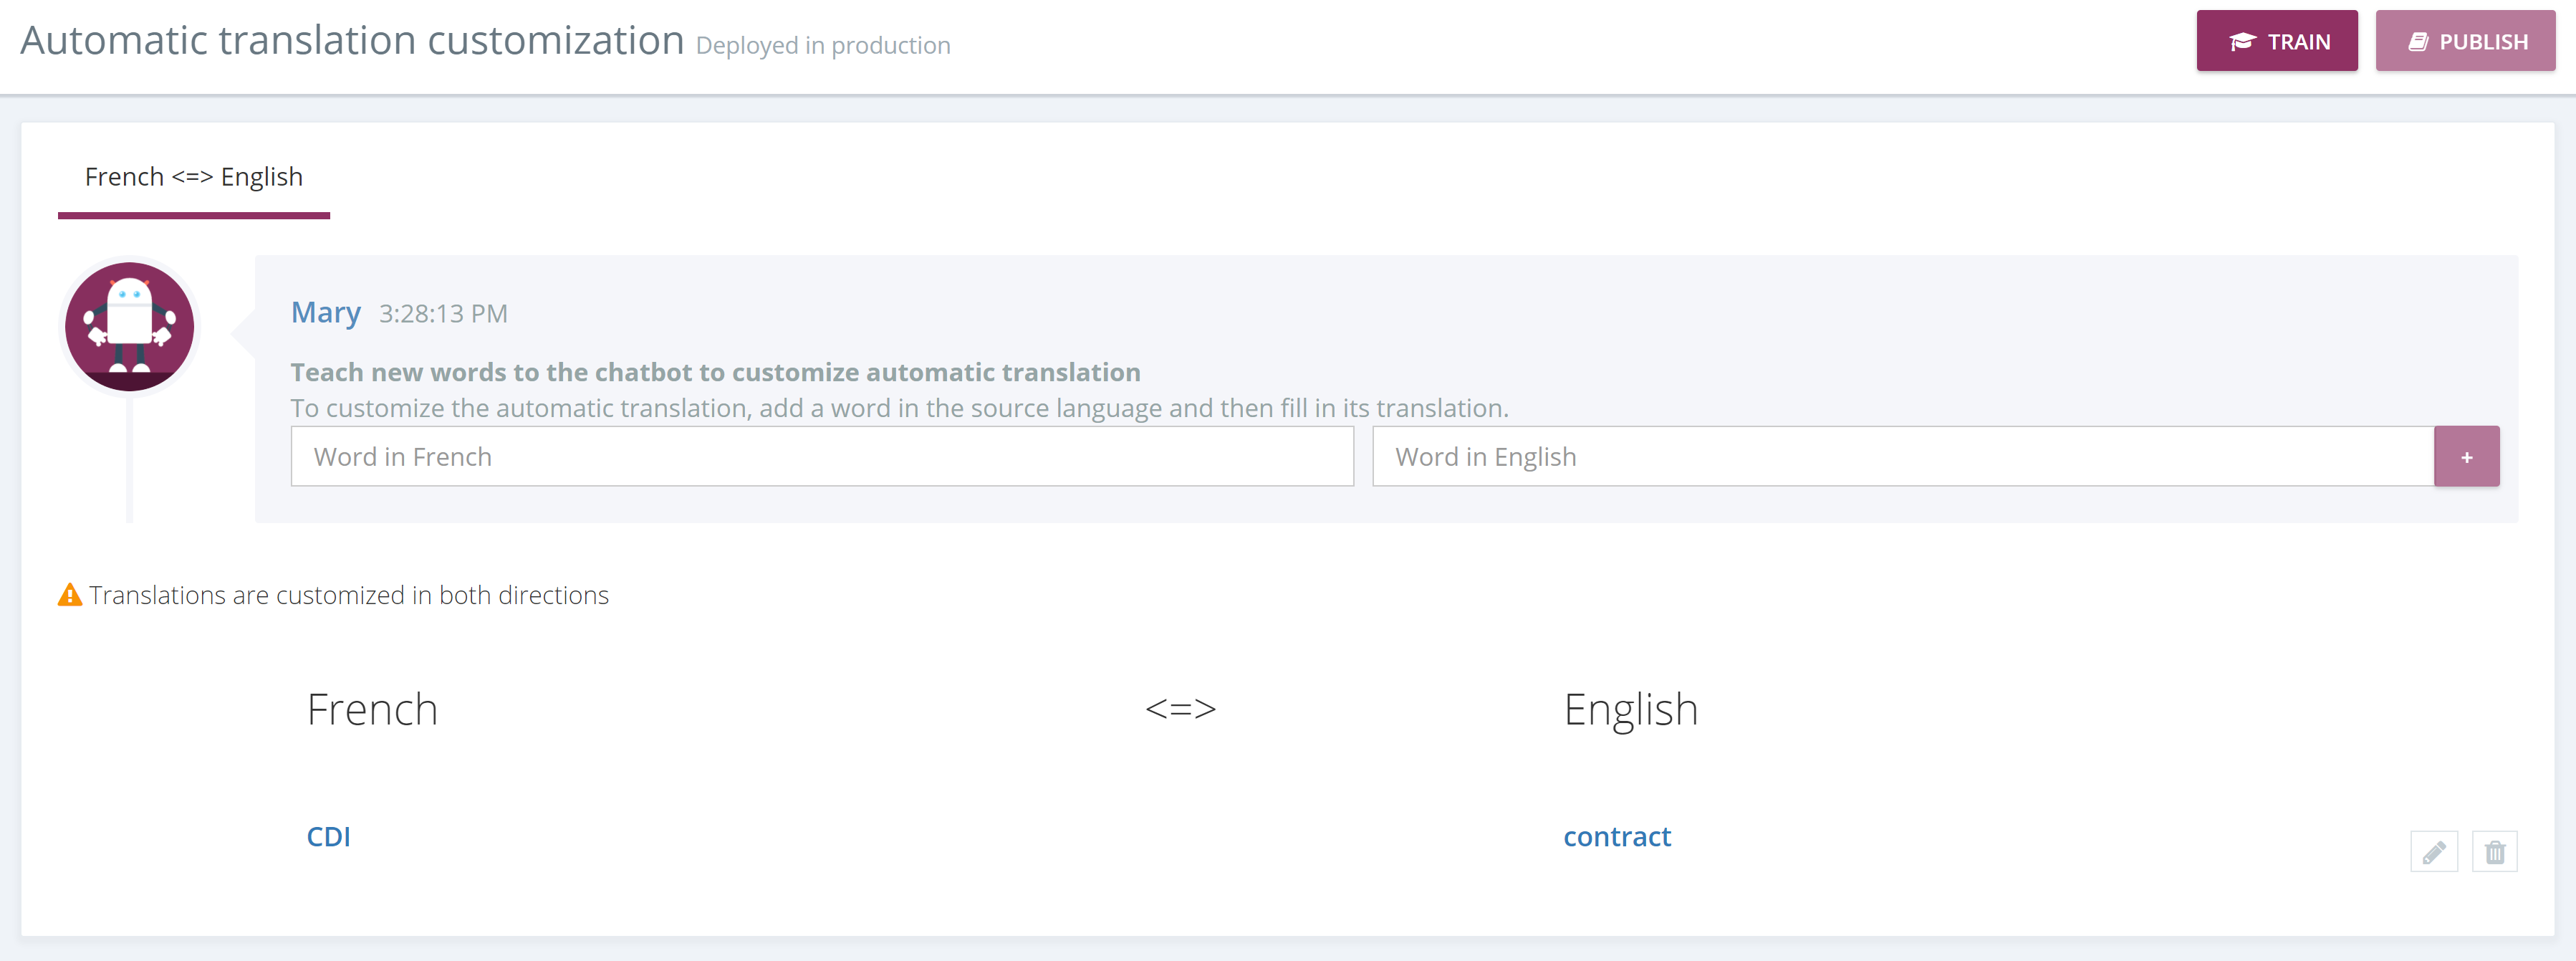 Automatic translation customization Deployed in production
TRAIN
PUBLISH
French <=> English
Mary 3:28:13 PM
Teach new words to the chatbot to customize automatic translation
To customize the automatic translation, add a word in the source language and then fill in its translation.
Word in French
Word in English
+
Translations are customized in both directions
French <=> English
CDI contract